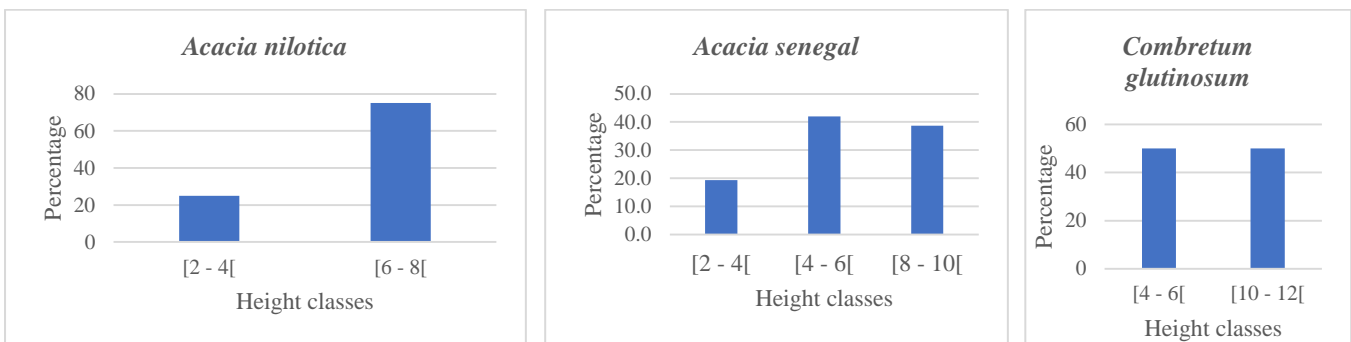 Acacia nilotica
80
60
40
20
0
Percentage
[2 - 4[ [6 - 8[
Height classes
Acacia senegal
50.0
40.0
30.0
20.0
10.0
0.0
Percentage
[2 - 4[ [4 - 6[ [8 - 10[
Height classes
Combretum
glutinosum
60
40
20
0
Percentage
[4 - 6[ [10 - 12[
Height classes